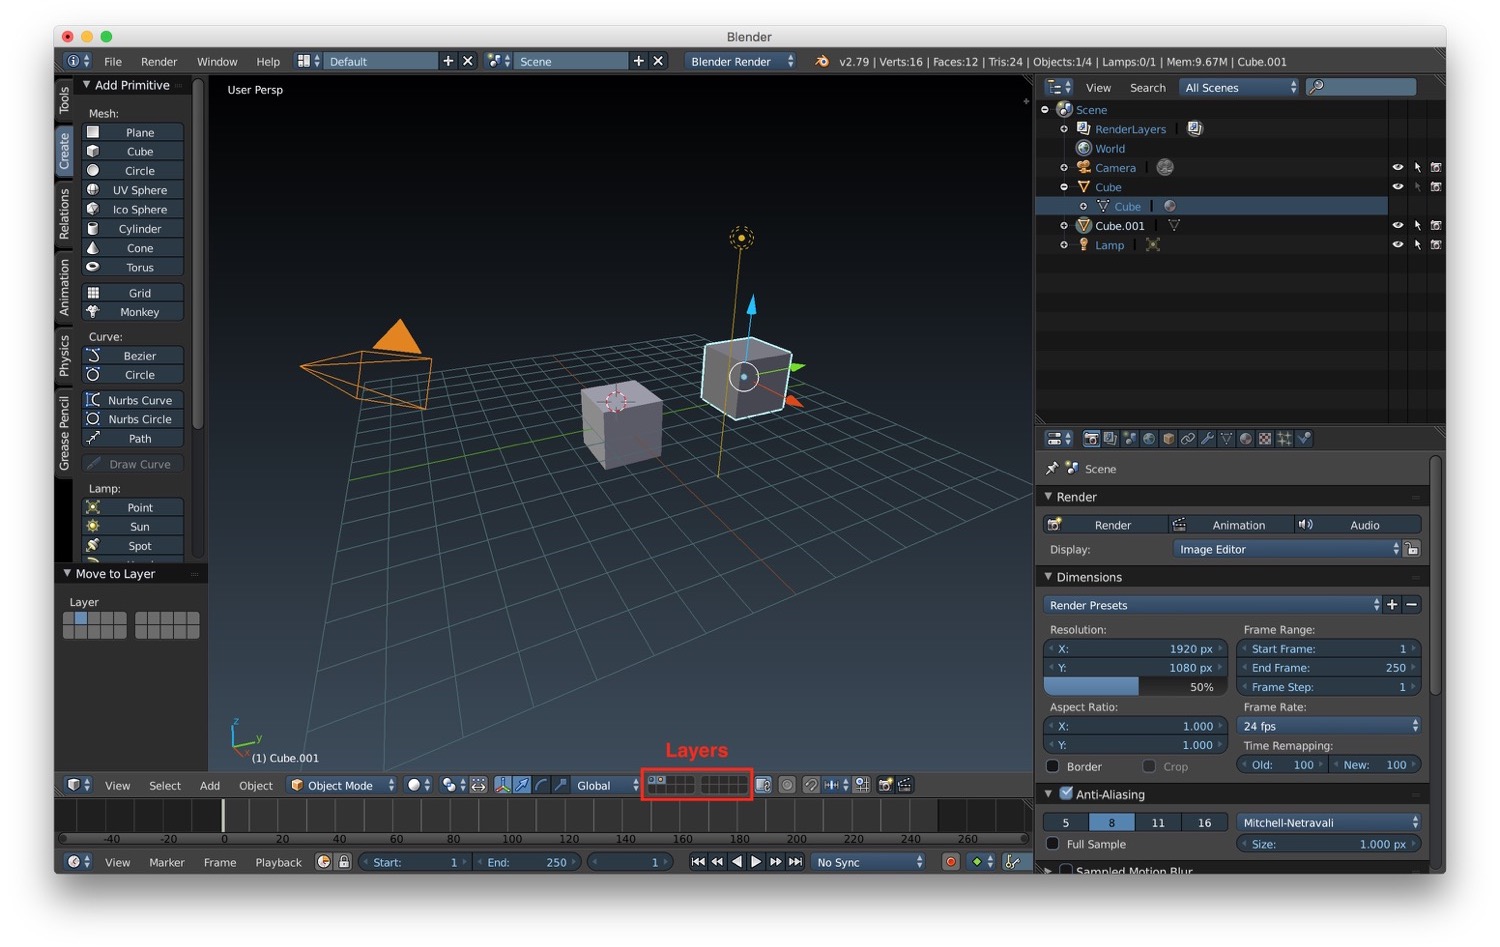 Blender
File Render Window Help Default Scene Blender Render v2.79 | Verts:16 | Faces:12 | Tris:24 | Objects:1/4 | Lamps:0/1 | Mem:9.67M | Cube.001
Tools
Create
Relations
Animation
Physics
Grease Pencil
Add Primitive
Mesh:
Plane
Cube
Circle
UV Sphere
Ico Sphere
Cylinder
Cone
Torus
Grid
Monkey
Curve:
Bezier
Circle
Nurbs Curve
Nurbs Circle
Path
Draw Curve
Lamp:
Point
Sun
Spot
Move to Layer
Layer
User Persp
z
y
x
(1) Cube.001
Layers
View Select Add Object Object Mode Global
-40 -20 0 20 40 60 80 100 120 140 160 180 200 220 240 260
View Marker Frame Playback Start: 1 End: 250 1 No Sync
View Search All Scenes
Scene
RenderLayers
World
Camera
Cube
Cube
Cube.001
Lamp
Scene
Render
Render Animation Audio
Display: Image Editor
Dimensions
Render Presets
Resolution: Frame Range:
X: 1920 px Start Frame: 1
Y: 1080 px End Frame: 250
50% Frame Step: 1
Aspect Ratio: Frame Rate:
X: 1.000 24 fps
Y: 1.000 Time Remapping:
Border Crop Old: 100 New: 100
Anti-Aliasing
5 8 11 16 Mitchell-Netravali
Full Sample Size: 1.000 px
Sampled Motion Blur